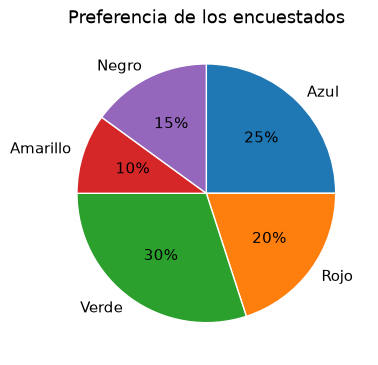 Preferencia de los encuestados
Negro
Azul
15%
25%
Amarillo
10%
20%
30%
Rojo
Verde